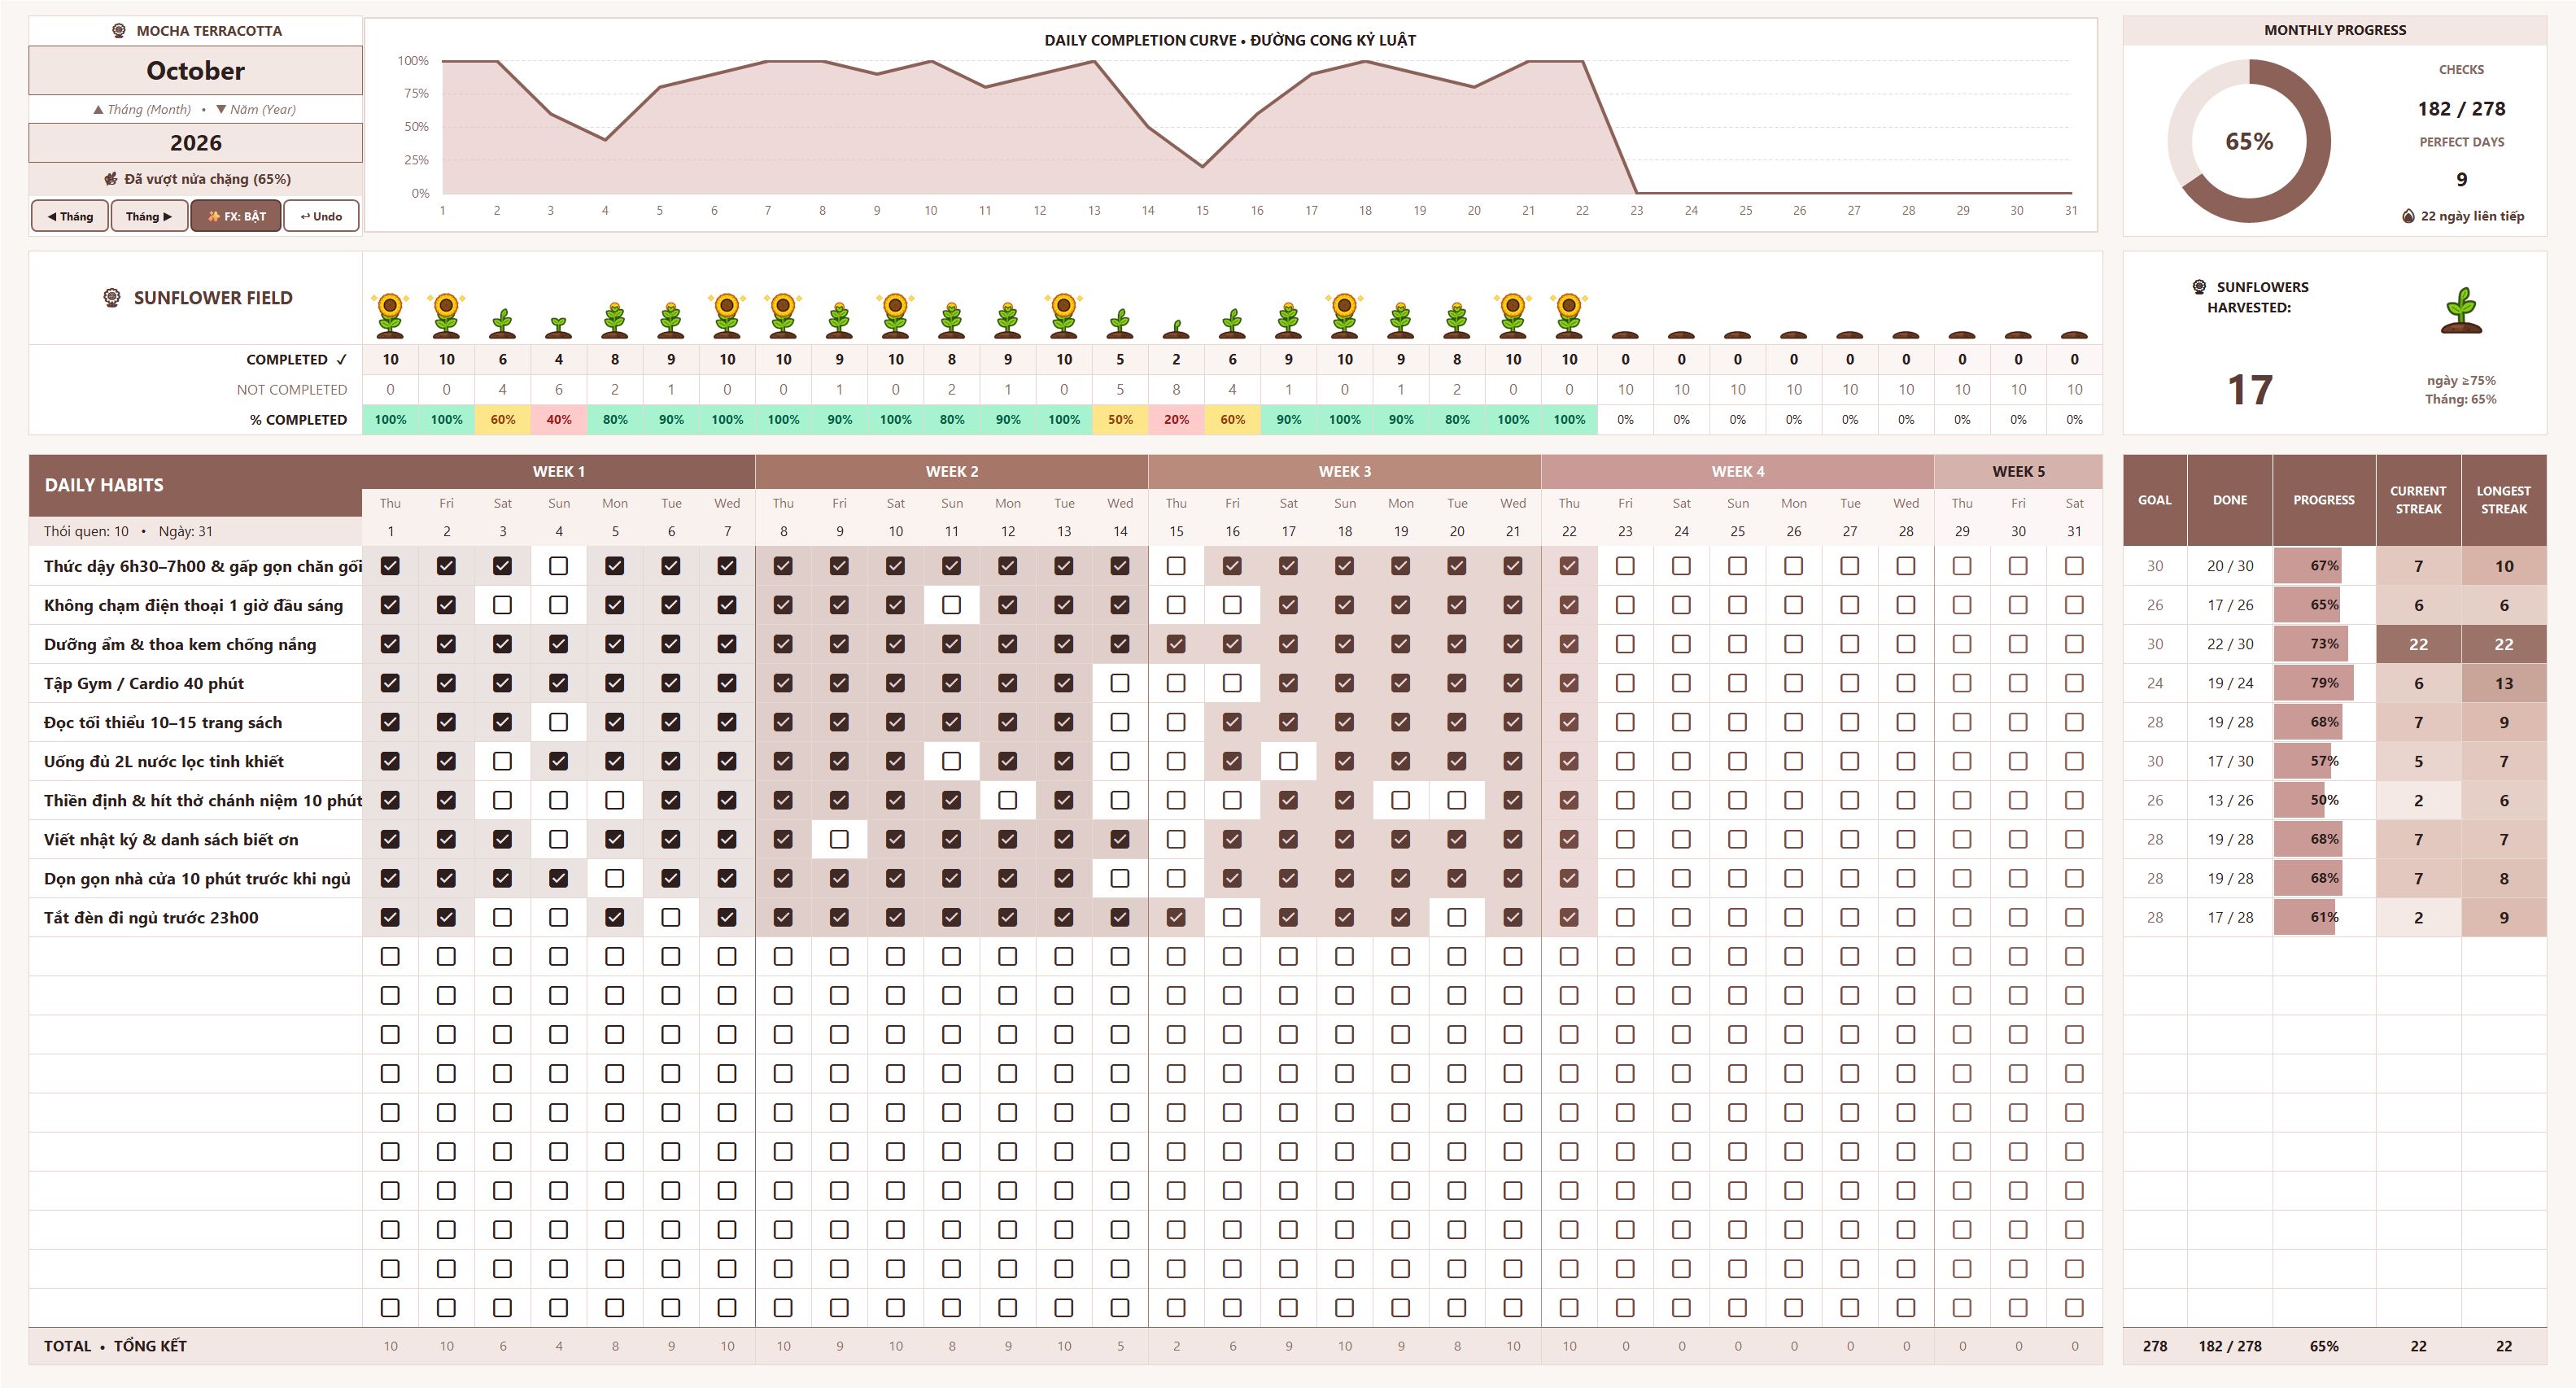 MOCHA TERRACOTTA
October
▲ Tháng (Month) • ▼ Năm (Year)
2026
Đã vượt nửa chặng (65%)
◀ Tháng Tháng ▶ FX: BẬT ↩ Undo
DAILY COMPLETION CURVE • ĐƯỜNG CONG KỶ LUẬT
100%
75%
50%
25%
0%
1 2 3 4 5 6 7 8 9 10 11 12 13 14 15 16 17 18 19 20 21 22 23 24 25 26 27 28 29 30 31
MONTHLY PROGRESS
65%
CHECKS
182 / 278
PERFECT DAYS
9
22 ngày liên tiếp
SUNFLOWER FIELD
COMPLETED ✓ 10 10 6 4 8 9 10 10 9 10 8 9 10 5 2 6 9 10 9 8 10 10 0 0 0 0 0 0 0 0 0
NOT COMPLETED 0 0 4 6 2 1 0 0 1 0 2 1 0 5 8 4 1 0 1 2 0 0 10 10 10 10 10 10 10 10 10
% COMPLETED 100% 100% 60% 40% 80% 90% 100% 100% 90% 100% 80% 90% 100% 50% 20% 60% 90% 100% 90% 80% 100% 100% 0% 0% 0% 0% 0% 0% 0% 0% 0%
SUNFLOWERS
HARVESTED:
17
ngày ≥75%
Tháng: 65%
DAILY HABITS WEEK 1 WEEK 2 WEEK 3 WEEK 4 WEEK 5
Thu Fri Sat Sun Mon Tue Wed Thu Fri Sat Sun Mon Tue Wed Thu Fri Sat Sun Mon Tue Wed Thu Fri Sat Sun Mon Tue Wed Thu Fri Sat
Thói quen: 10 • Ngày: 31 1 2 3 4 5 6 7 8 9 10 11 12 13 14 15 16 17 18 19 20 21 22 23 24 25 26 27 28 29 30 31
GOAL DONE PROGRESS CURRENT STREAK LONGEST STREAK
Thức dậy 6h30–7h00 & gấp gọn chăn gối 30 20 / 30 67% 7 10
Không chạm điện thoại 1 giờ đầu sáng 26 17 / 26 65% 6 6
Dưỡng ẩm & thoa kem chống nắng 30 22 / 30 73% 22 22
Tập Gym / Cardio 40 phút 24 19 / 24 79% 6 13
Đọc tối thiểu 10–15 trang sách 28 19 / 28 68% 7 9
Uống đủ 2L nước lọc tinh khiết 30 17 / 30 57% 5 7
Thiền định & hít thở chánh niệm 10 phút 26 13 / 26 50% 2 6
Viết nhật ký & danh sách biết ơn 28 19 / 28 68% 7 7
Dọn gọn nhà cửa 10 phút trước khi ngủ 28 19 / 28 68% 7 8
Tắt đèn đi ngủ trước 23h00 28 17 / 28 61% 2 9
TOTAL • TỔNG KẾT 10 10 6 4 8 9 10 10 9 10 8 9 10 5 2 6 9 10 9 8 10 10 0 0 0 0 0 0 0 0 0 278 182 / 278 65% 22 22